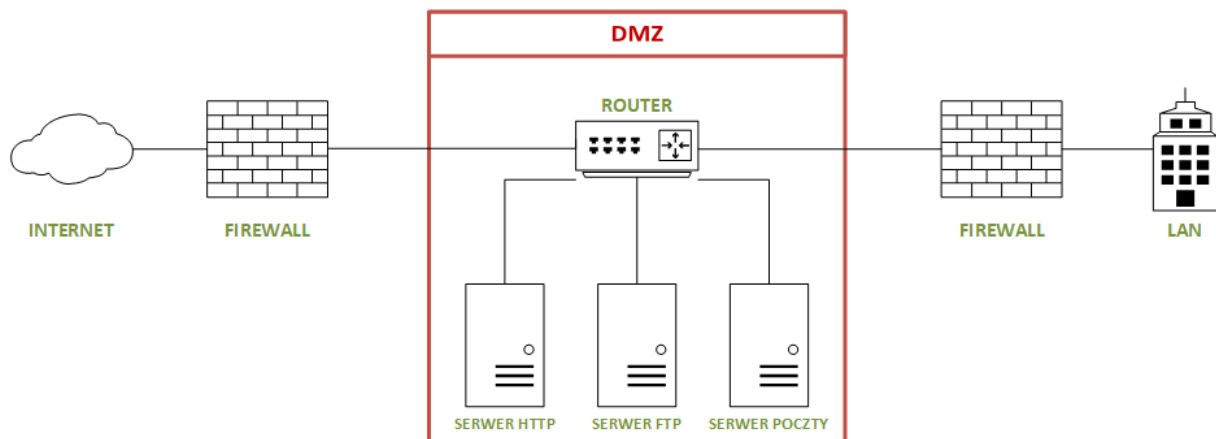 DMZ
ROUTER
INTERNET
FIREWALL
FIREWALL
LAN
SERWER HTTP
SERWER FTP
SERWER POCZTY